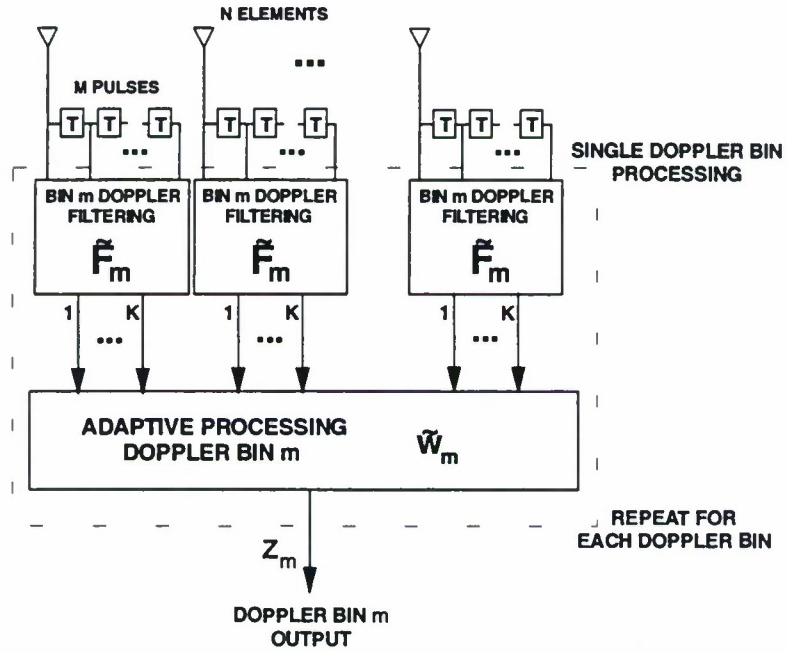 N ELEMENTS
...
M PULSES
T T T T T T T T T
... ... ...
SINGLE DOPPLER BIN
PROCESSING
BIN m DOPPLER
FILTERING
F̃m
BIN m DOPPLER
FILTERING
F̃m
BIN m DOPPLER
FILTERING
F̃m
1 ... K
1 ... K
1 ... K
ADAPTIVE PROCESSING
DOPPLER BIN m
W̃m
REPEAT FOR
EACH DOPPLER BIN
Zm
DOPPLER BIN m
OUTPUT